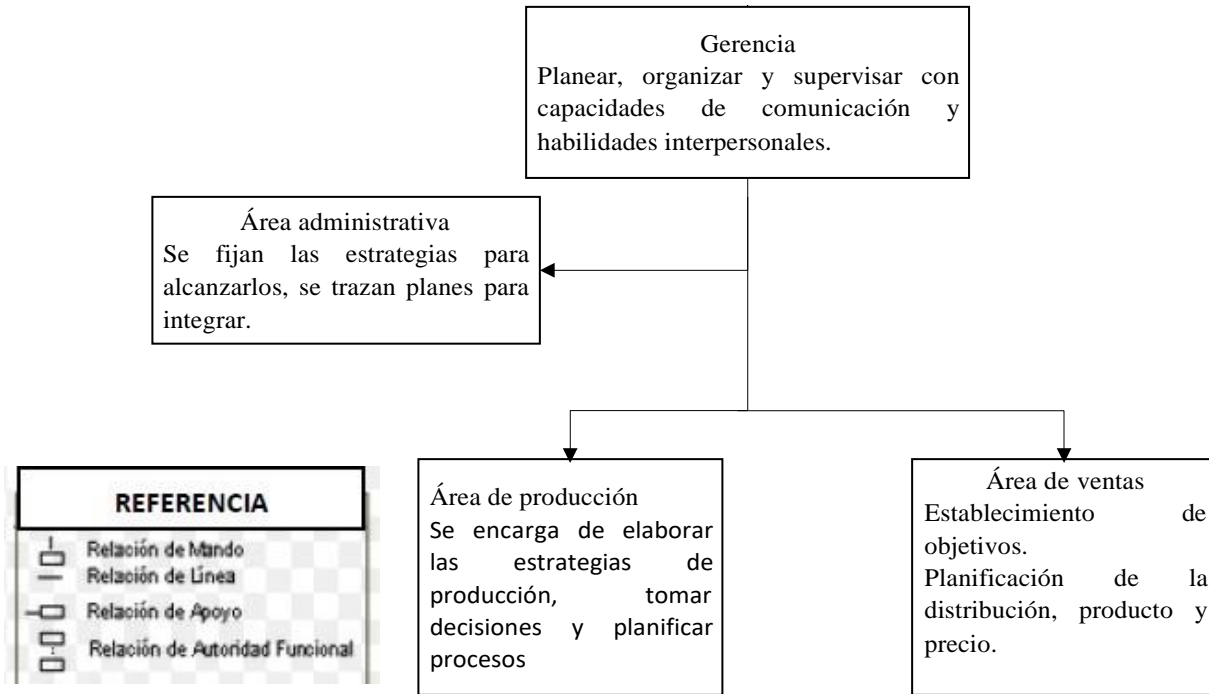 Gerencia
Planear, organizar y supervisar con
capacidades de comunicación y
habilidades interpersonales.
Área administrativa
Se fijan las estrategias para
alcanzarlos, se trazan planes para
integrar.
REFERENCIA
Relación de Mando
Relación de Línea
Relación de Apoyo
Relación de Autoridad Funcional
Área de producción
Se encarga de elaborar
las estrategias de
producción, tomar
decisiones y planificar
procesos
Área de ventas
Establecimiento de
objetivos.
Planificación de la
distribución, producto y
precio.